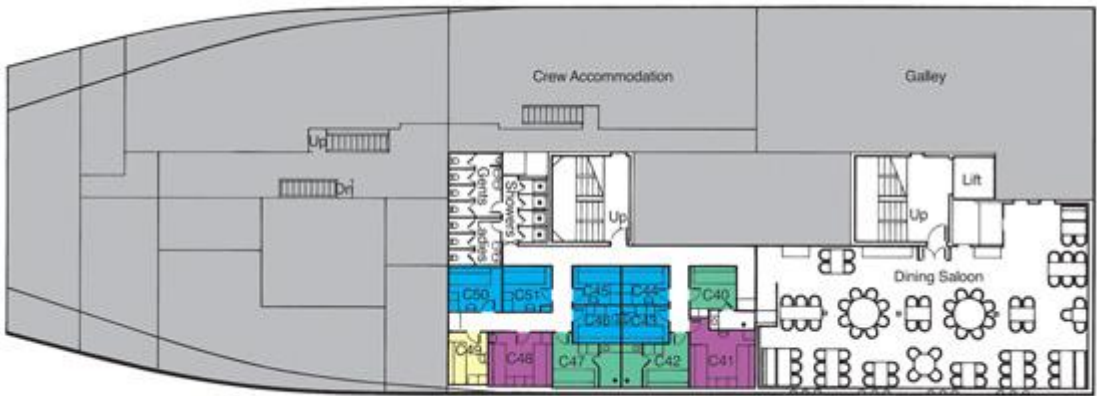 Crew Accommodation
Galley
Up
Dn
Gents
Showers
Ladies
Up
Up
Lift
Dining Saloon
C50
C51
C45
C44
C40
C46
C43
C49
C48
C47
C42
C41